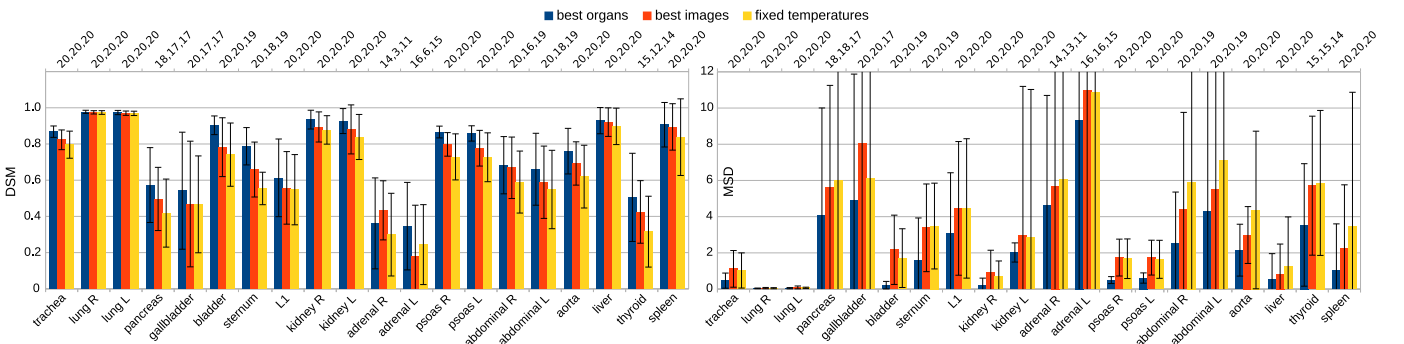 best organs best images fixed temperatures
20,20,20 20,20,20 20,20,20 18,17,17 20,17,17 20,20,19 20,18,19 20,20,20 20,20,20 20,20,20 14,3,11 16,6,15 20,20,20 20,20,20 20,16,19 20,18,19 20,20,20 20,20,20 15,12,14 20,20,20
DSM
1.0
0.8
0.6
0.4
0.2
0
trachea lung R lung L pancreas gallbladder bladder sternum L1 kidney R kidney L adrenal R adrenal L psoas R psoas L abdominal R abdominal L aorta liver thyroid spleen
20,20,20 20,20,20 20,20,20 18,18,17 20,20,17 20,20,19 20,20,19 20,20,20 20,20,20 20,20,20 14,13,11 16,16,15 20,20,20 20,20,20 20,20,19 20,20,19 20,20,20 20,20,20 15,15,14 20,20,20
MSD
12
10
8
6
4
2
0
trachea lung R lung L pancreas gallbladder bladder sternum L1 kidney R kidney L adrenal R adrenal L psoas R psoas L abdominal R abdominal L aorta liver thyroid spleen